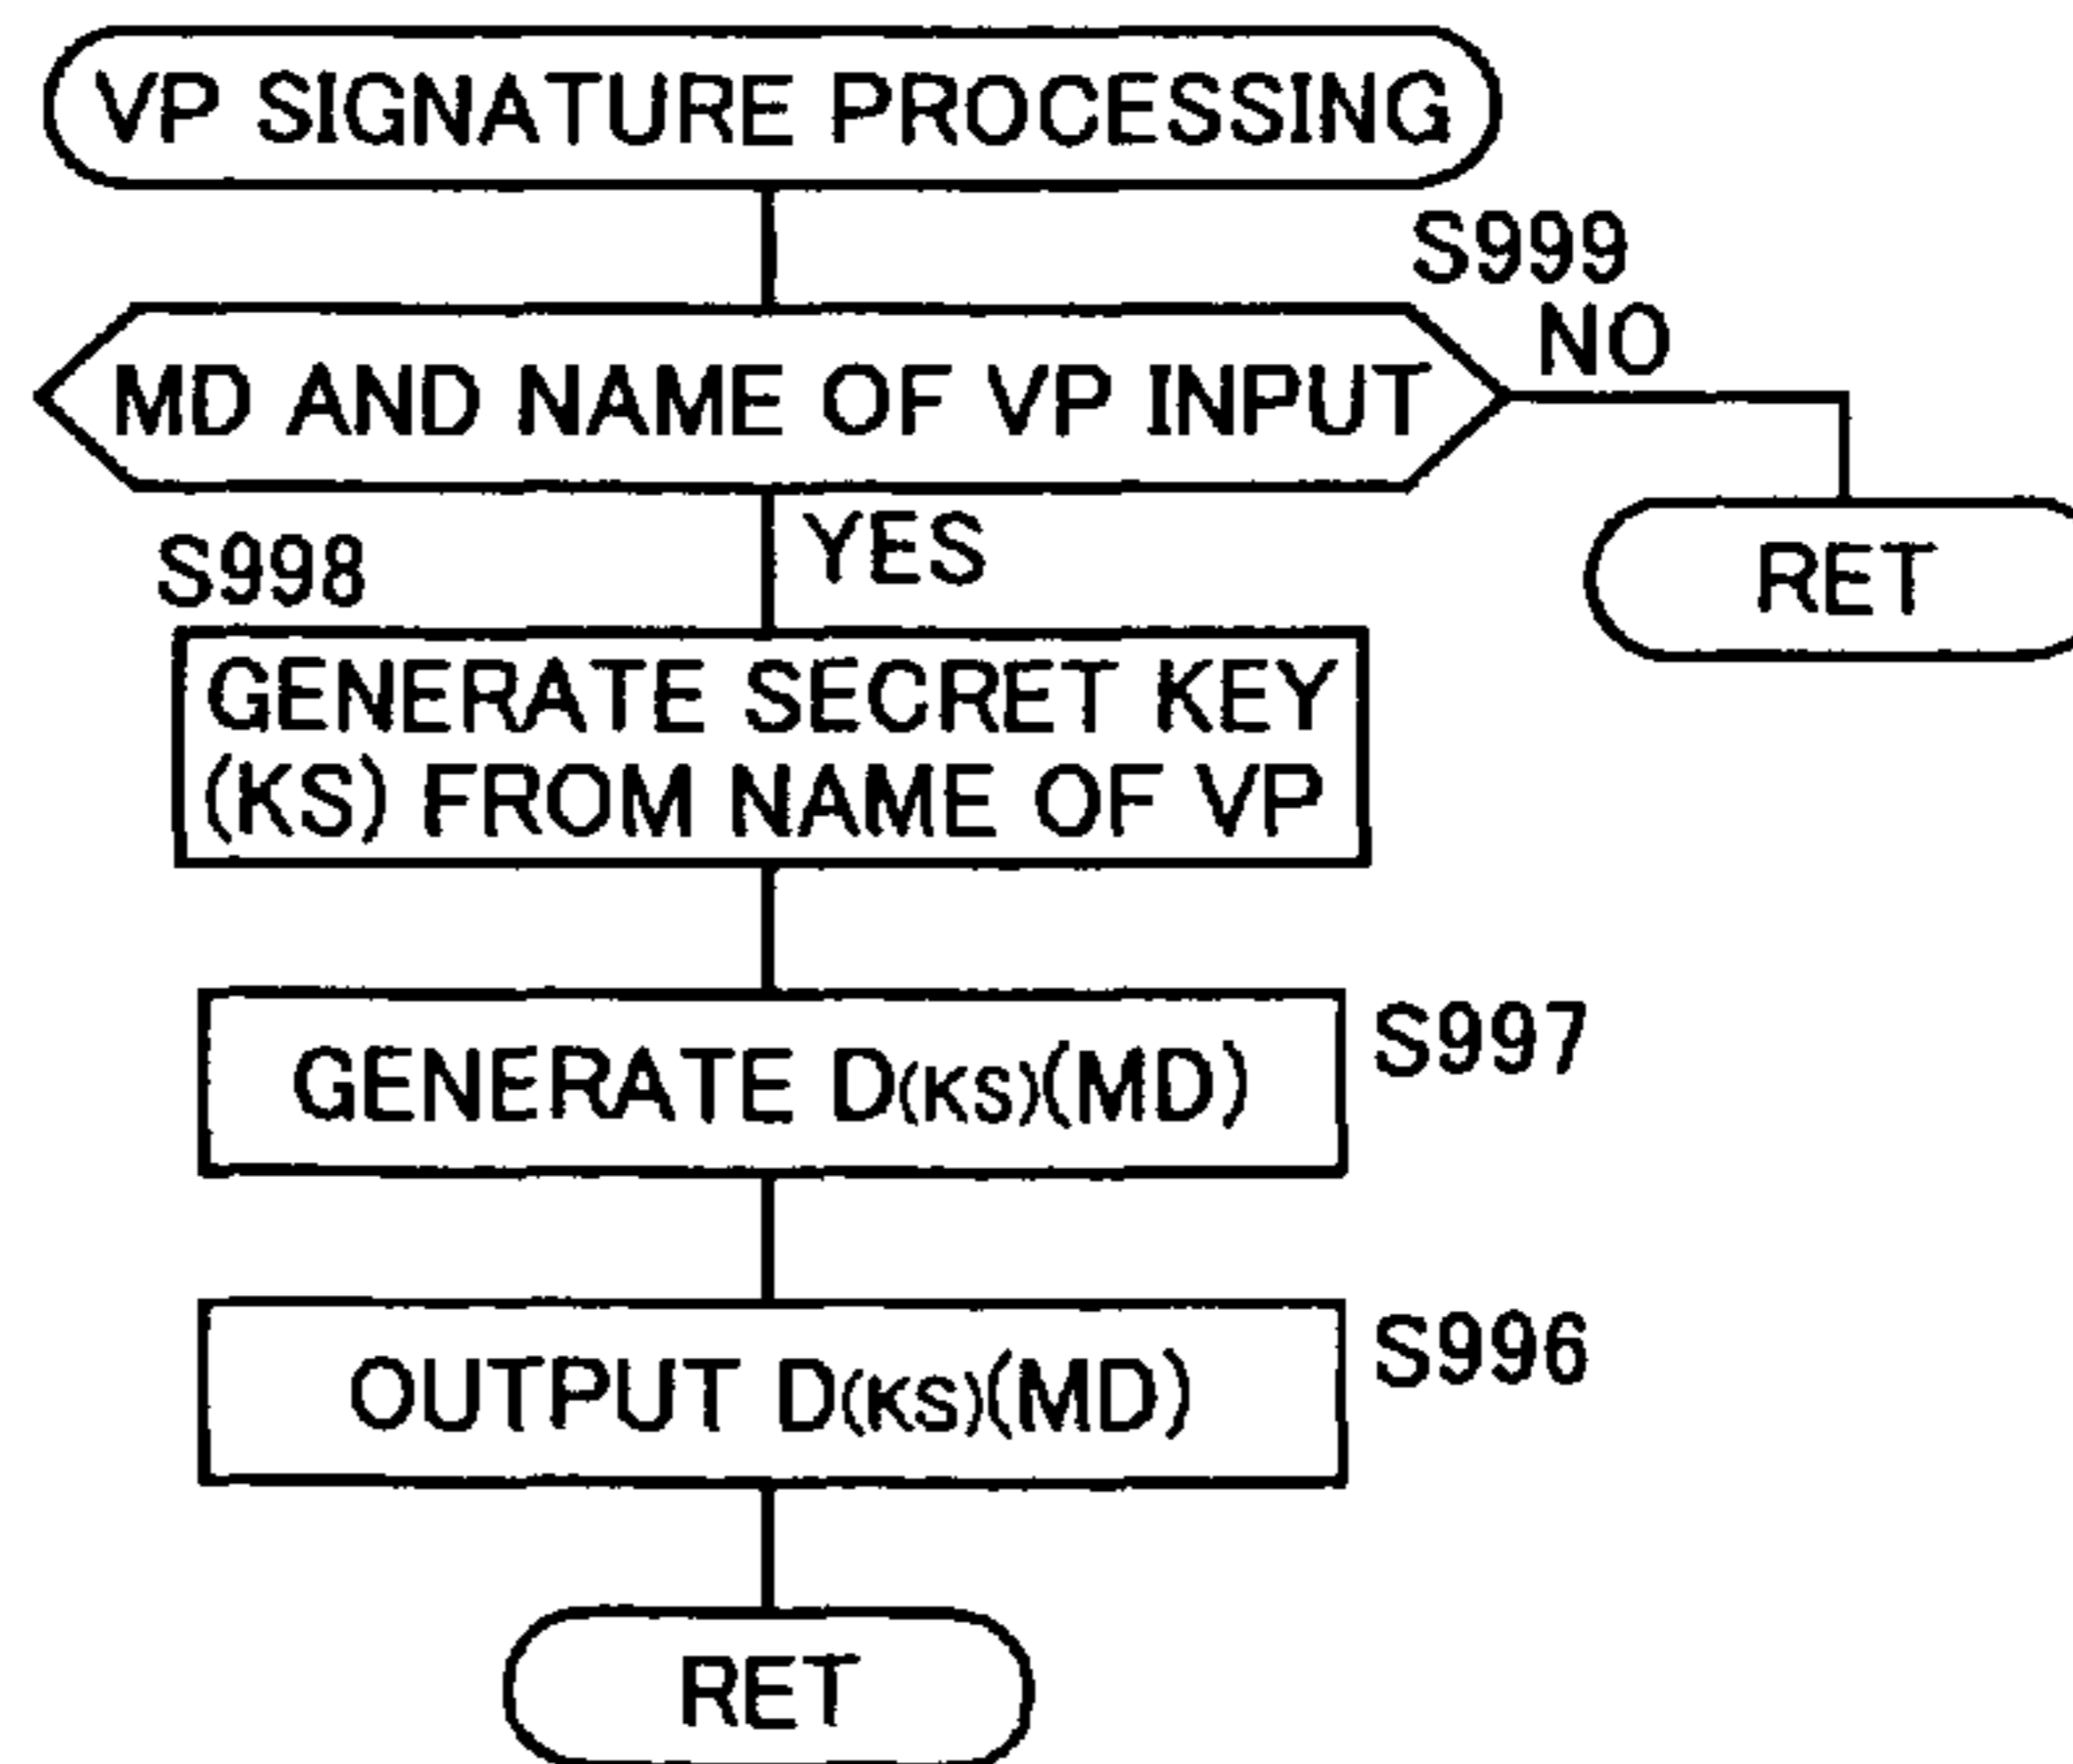 VP SIGNATURE PROCESSING
S999
MD AND NAME OF VP INPUT
NO
RET
YES
S998
GENERATE SECRET KEY
(KS) FROM NAME OF VP
GENERATE D(KS)(MD)
S997
OUTPUT D(KS)(MD)
S996
RET